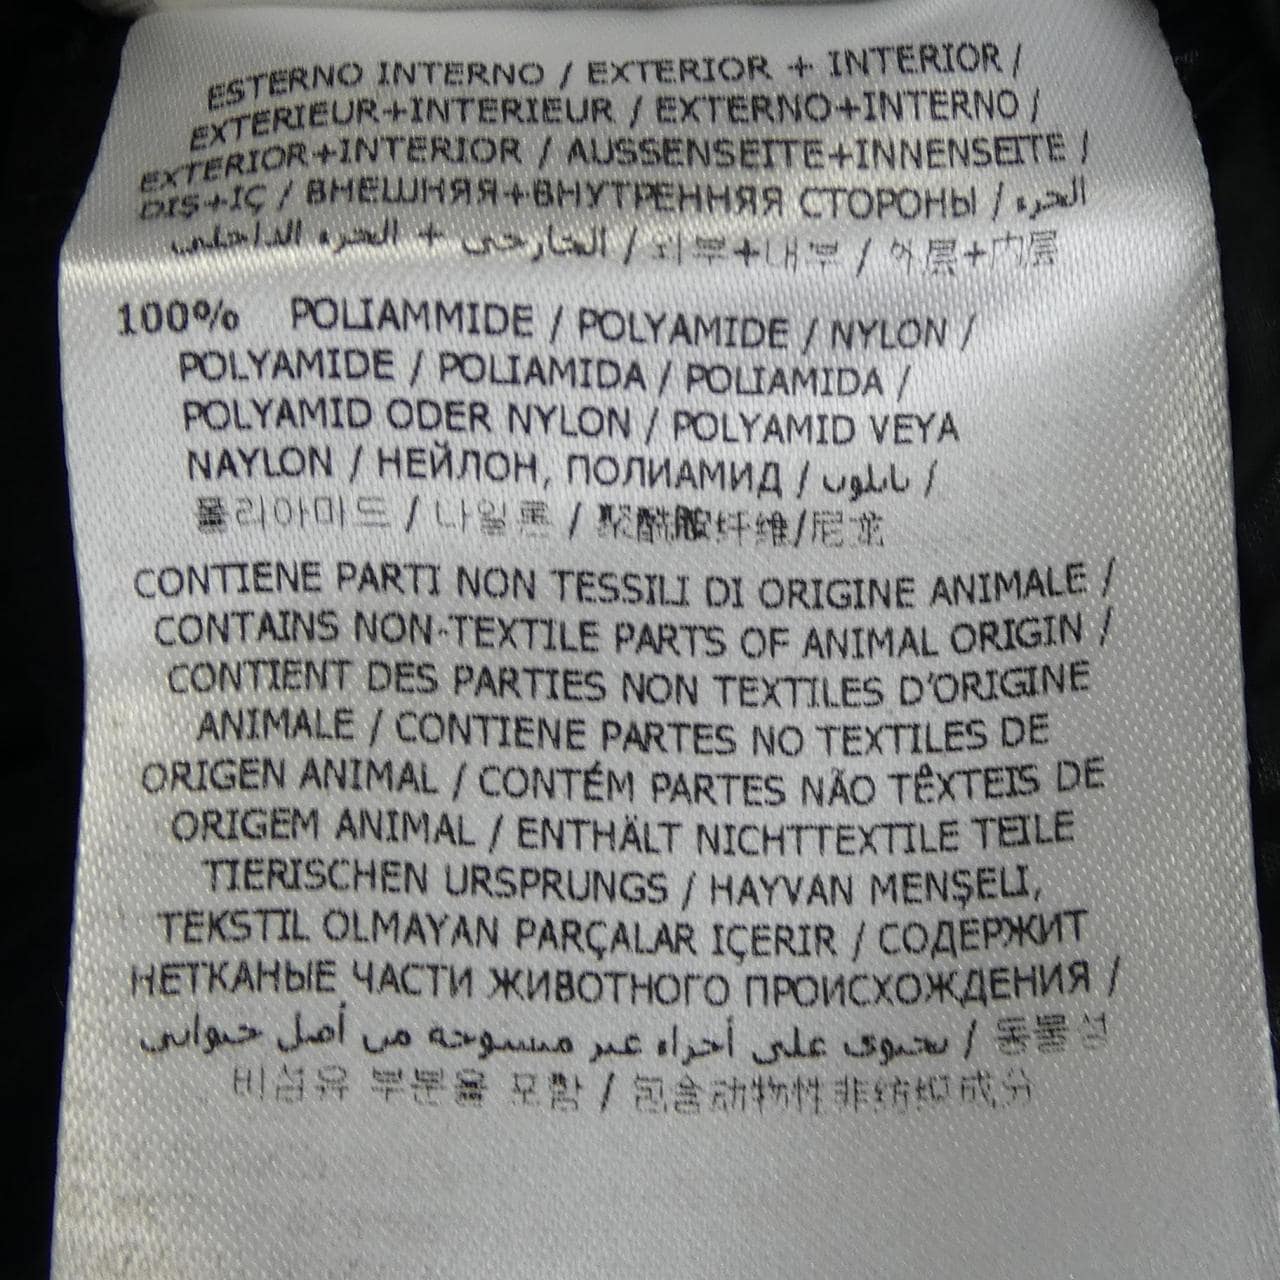 ESTERNO INTERNO / EXTERIOR + INTERIOR /
EXTERIEUR+INTERIEUR / EXTERNO+INTERNO /
EXTERIOR+INTERIOR / AUSSENSEITE+INNENSEITE /
DIŞ+IÇ / ВНЕШНЯЯ+ВНУТРЕННЯЯ СТОРОНЫ / الجزء
الخارجي + الجزء الداخلي / 외부+내부 / 外层+内层
100% POLIAMMIDE / POLYAMIDE / NYLON /
POLYAMIDE / POLIAMIDA / POLIAMIDA /
POLYAMID ODER NYLON / POLYAMID VEYA
NAYLON / НЕЙЛОН, ПОЛИАМИД / نايلون /
폴리아미드 / 나일론 / 聚酰胺纤维/尼龙
CONTIENE PARTI NON TESSILI DI ORIGINE ANIMALE /
CONTAINS NON-TEXTILE PARTS OF ANIMAL ORIGIN /
CONTIENT DES PARTIES NON TEXTILES D'ORIGINE
ANIMALE / CONTIENE PARTES NO TEXTILES DE
ORIGEN ANIMAL / CONTÉM PARTES NÃO TÊXTEIS DE
ORIGEM ANIMAL / ENTHÄLT NICHTTEXTILE TEILE
TIERISCHEN URSPRUNGS / HAYVAN MENŞELI,
TEKSTIL OLMAYAN PARÇALAR IÇERIR / СОДЕРЖИТ
НЕТКАНЫЕ ЧАСТИ ЖИВОТНОГО ПРОИСХОЖДЕНИЯ /
يحتوي على أجزاء غير منسوجة من أصل حيواني / 동물성
비섬유 부분을 포함 / 包含动物性非纺织成分